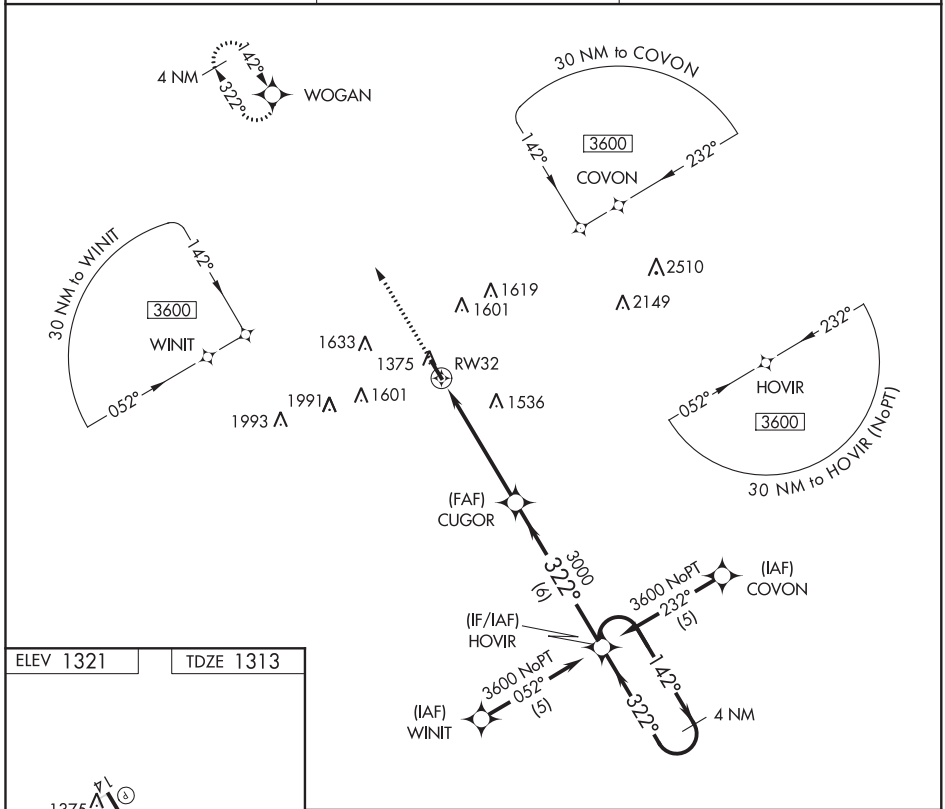 142°
4 NM
322°
WOGAN
30 NM to COVON
142°
3600
232°
COVON
30 NM to WINIT
142°
3600
WINIT
052°
2510
1619
1601
2149
1633
1375
RW32
232°
HOVIR
052°
3600
30 NM to HOVIR (NoPT)
1991
1601
1536
1993
(FAF)
CUGOR
3000
322°
(6)
(IAF)
COVON
3600 NoPT
232°
(5)
(IF/IAF)
HOVIR
3600 NoPT
052°
(5)
(IAF)
WINIT
142°
322°
4 NM
ELEV 1321
TDZE 1313
14
P
1375